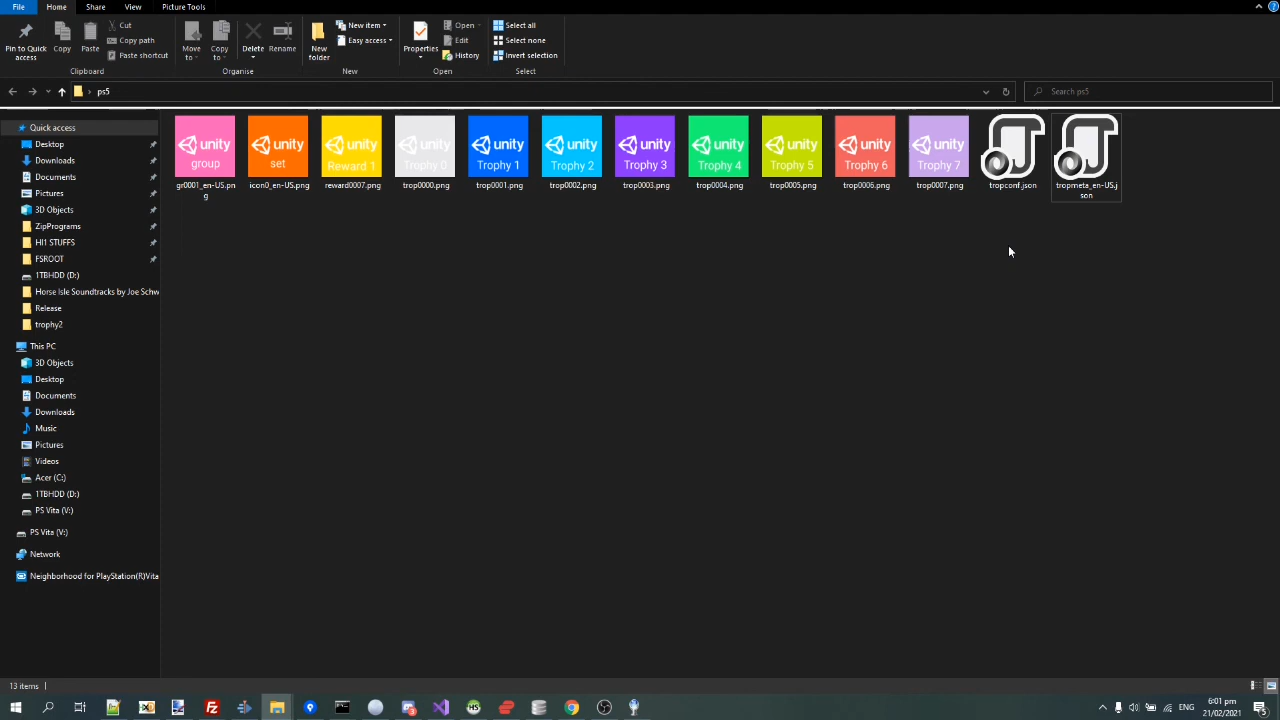 File Home Share View Picture Tools
Pin to Quick access
Copy
Paste
Cut
Copy path
Paste shortcut
Clipboard
Move to
Copy to
Delete
Rename
Organise
New folder
New item
Easy access
New
Properties
Open
Edit
History
Open
Select all
Select none
Invert selection
Select
ps5
Search ps5
Quick access
Desktop
Downloads
Documents
Pictures
3D Objects
ZipPrograms
HI1 STUFFS
FSROOT
1TBHDD (D:)
Horse Isle Soundtracks by Joe Schw
Release
trophy2
This PC
3D Objects
Desktop
Documents
Downloads
Music
Pictures
Videos
Acer (C:)
1TBHDD (D:)
PS Vita (V:)
PS Vita (V:)
Network
Neighborhood for PlayStation(R)Vita
unity group
gr0001_en-US.pn
g
unity set
icon0_en-US.png
unity Reward 1
reward0007.png
unity Trophy 0
trop0000.png
unity Trophy 1
trop0001.png
unity Trophy 2
trop0002.png
unity Trophy 3
trop0003.png
unity Trophy 4
trop0004.png
unity Trophy 5
trop0005.png
unity Trophy 6
trop0006.png
unity Trophy 7
trop0007.png
tropconf.json
tropmeta_en-US.j
son
13 items
ENG
6:01 pm
21/02/2021